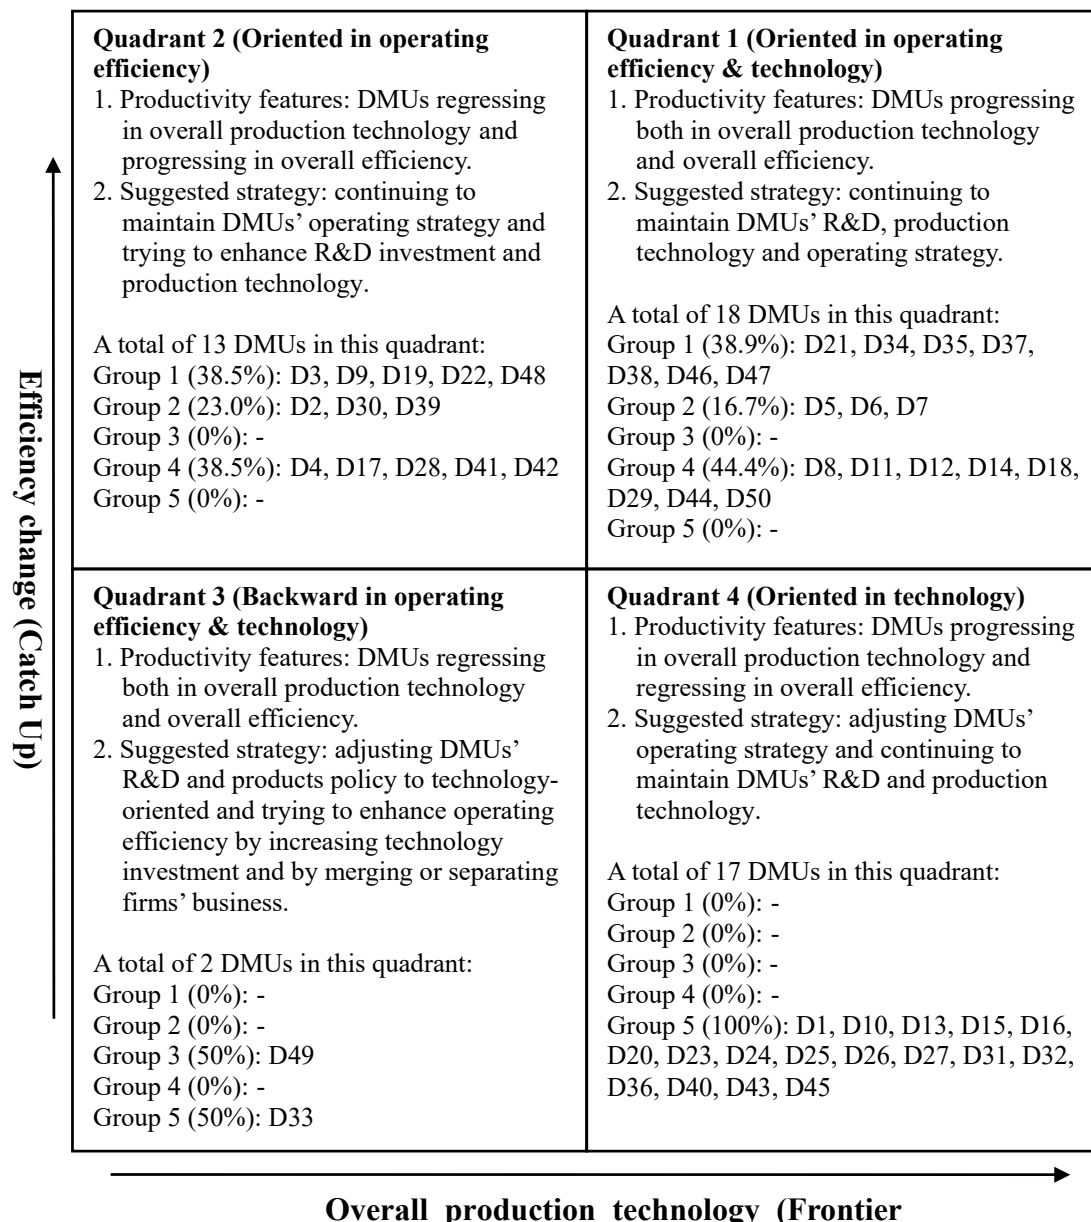 Quadrant 2 (Oriented in operating
efficiency)
1. Productivity features: DMUs regressing
in overall production technology and
progressing in overall efficiency.
2. Suggested strategy: continuing to
maintain DMUs’ operating strategy and
trying to enhance R&D investment and
production technology.
A total of 13 DMUs in this quadrant:
Group 1 (38.5%): D3, D9, D19, D22, D48
Group 2 (23.0%): D2, D30, D39
Group 3 (0%): -
Group 4 (38.5%): D4, D17, D28, D41, D42
Group 5 (0%): -
Quadrant 1 (Oriented in operating
efficiency & technology)
1. Productivity features: DMUs progressing
both in overall production technology
and overall efficiency.
2. Suggested strategy: continuing to
maintain DMUs’ R&D, production
technology and operating strategy.
A total of 18 DMUs in this quadrant:
Group 1 (38.9%): D21, D34, D35, D37,
D38, D46, D47
Group 2 (16.7%): D5, D6, D7
Group 3 (0%): -
Group 4 (44.4%): D8, D11, D12, D14, D18,
D29, D44, D50
Group 5 (0%): -
Efficiency change (Catch Up)
Quadrant 3 (Backward in operating
efficiency & technology)
1. Productivity features: DMUs regressing
both in overall production technology
and overall efficiency.
2. Suggested strategy: adjusting DMUs’
R&D and products policy to technology-
oriented and trying to enhance operating
efficiency by increasing technology
investment and by merging or separating
firms’ business.
A total of 2 DMUs in this quadrant:
Group 1 (0%): -
Group 2 (0%): -
Group 3 (50%): D49
Group 4 (0%): -
Group 5 (50%): D33
Quadrant 4 (Oriented in technology)
1. Productivity features: DMUs progressing
in overall production technology and
regressing in overall efficiency.
2. Suggested strategy: adjusting DMUs’
operating strategy and continuing to
maintain DMUs’ R&D and production
technology.
A total of 17 DMUs in this quadrant:
Group 1 (0%): -
Group 2 (0%): -
Group 3 (0%): -
Group 4 (0%): -
Group 5 (100%): D1, D10, D13, D15, D16,
D20, D23, D24, D25, D26, D27, D31, D32,
D36, D40, D43, D45
Overall production technology (Frontier